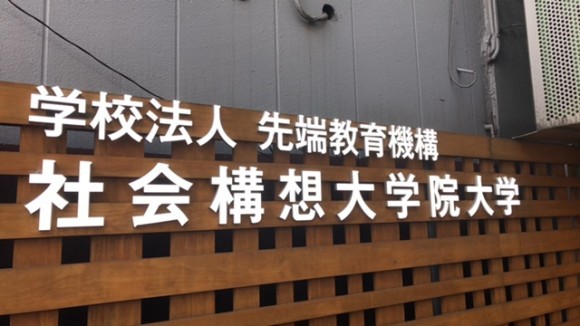 学校法人 先端教育機構
社会構想大学院大学